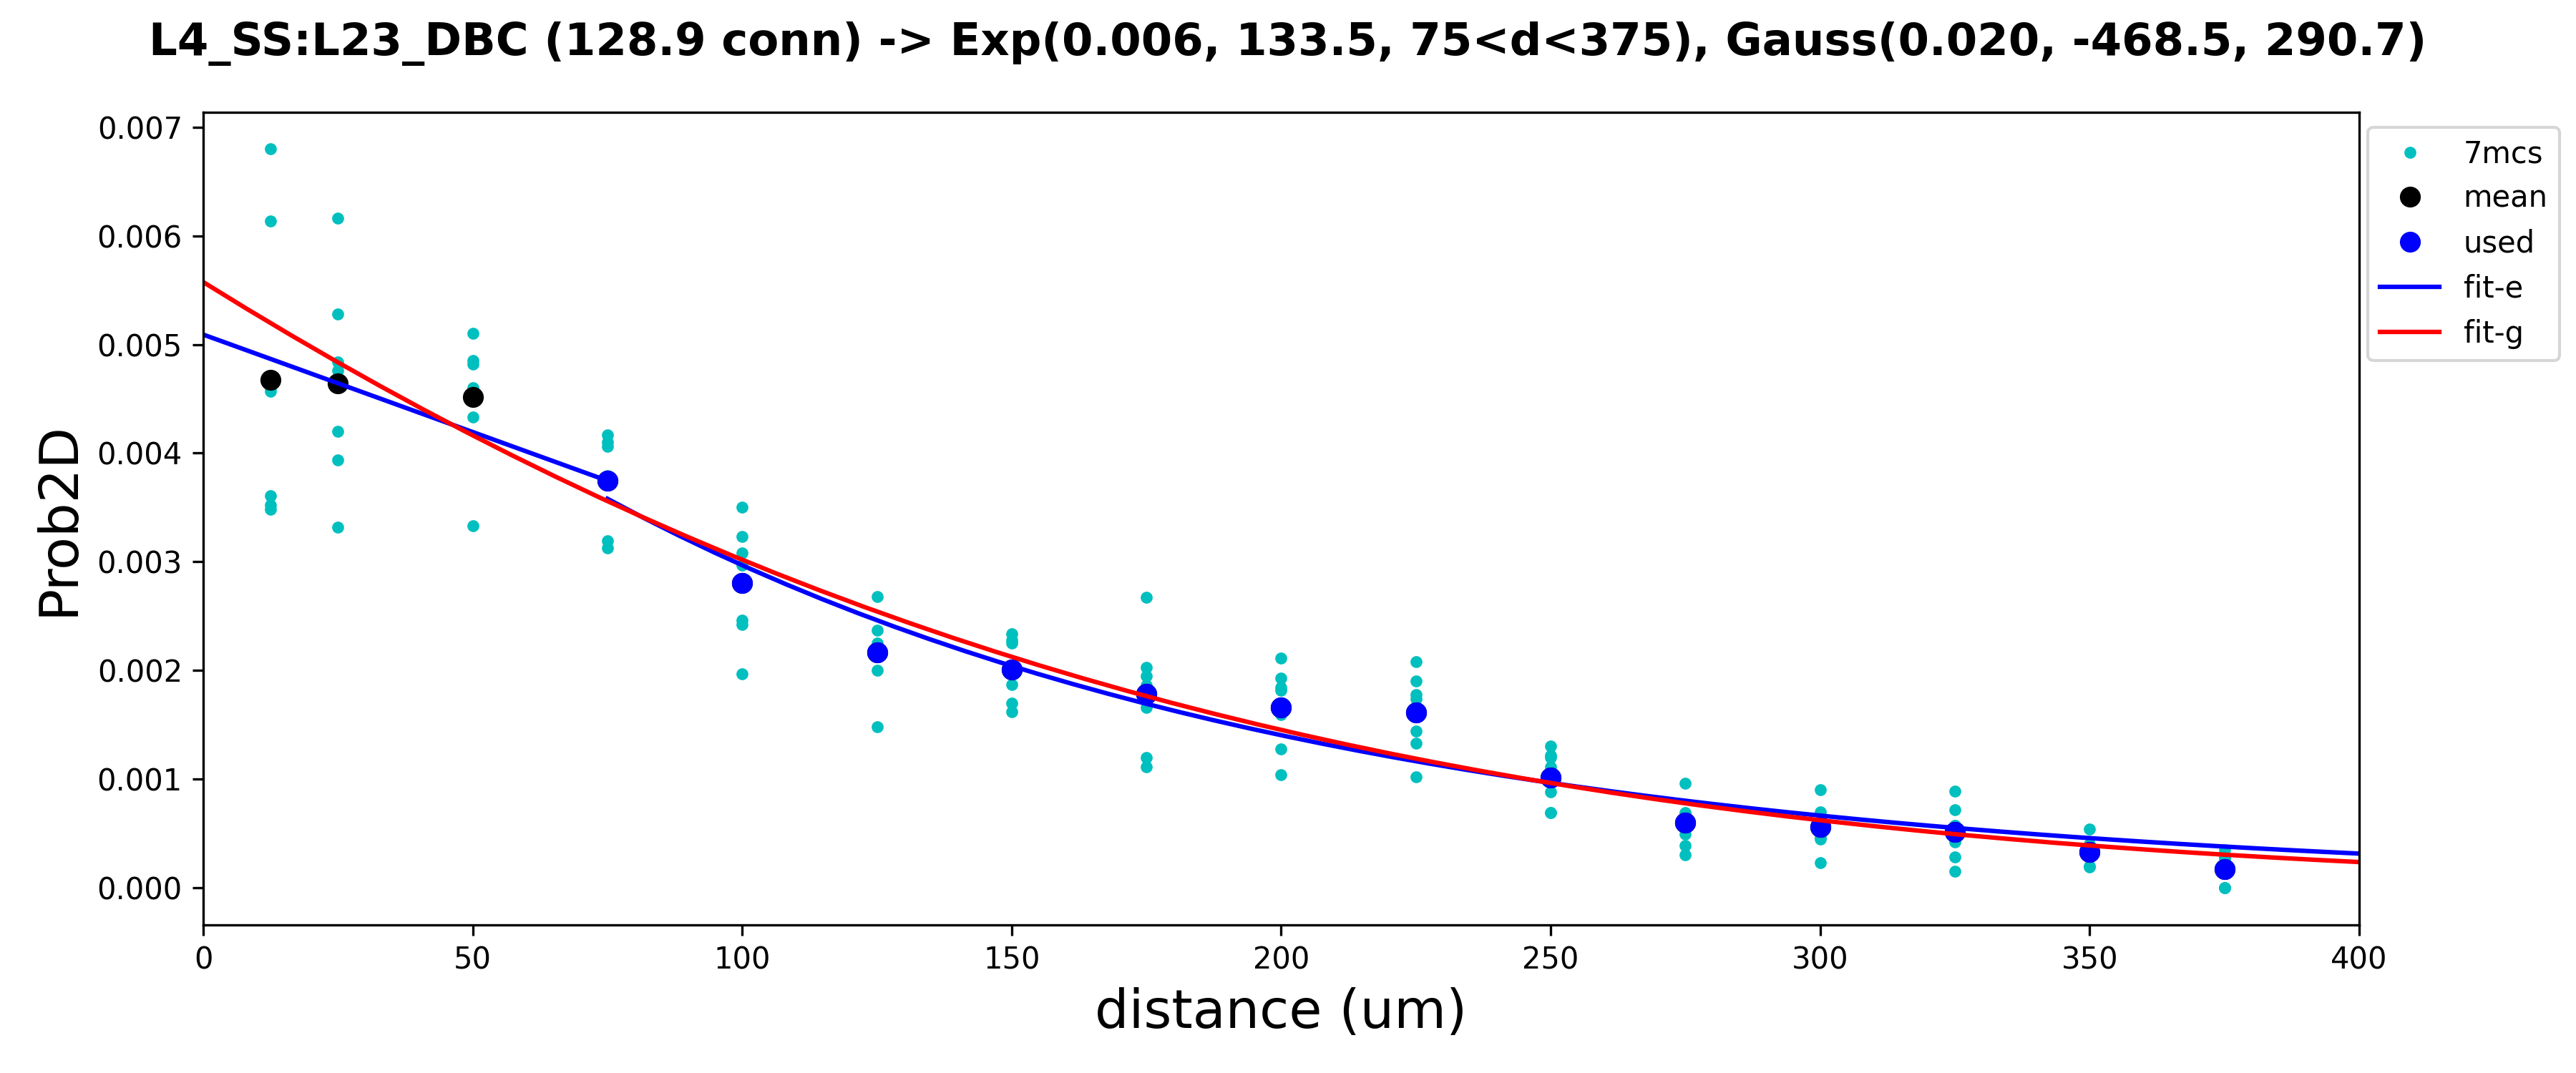 L4_SS:L23_DBC (128.9 conn) -> Exp(0.006, 133.5, 75<d<375), Gauss(0.020, -468.5, 290.7)
0.007
0.006
0.005
0.004
0.003
0.002
0.001
0.000
Prob2D
0 50 100 150 200 250 300 350 400
distance (um)
7mcs
mean
used
fit-e
fit-g